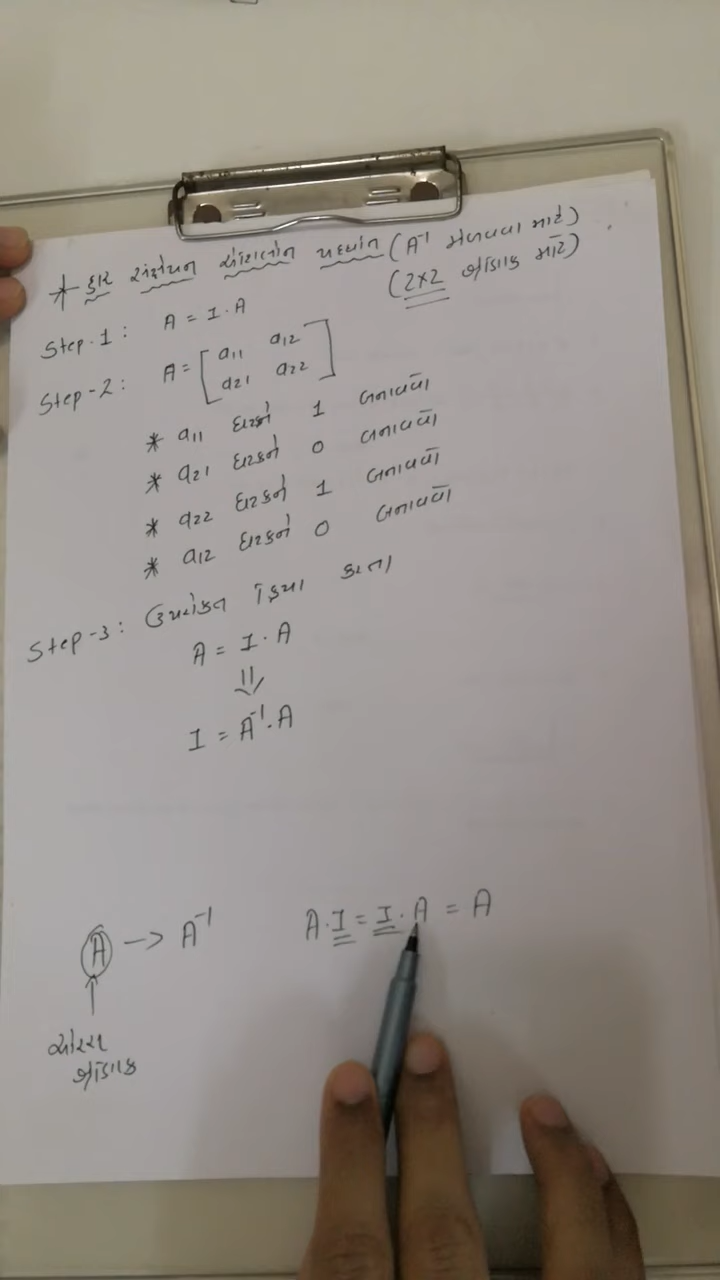 * હાર સંક્ષેપન પધ્ધતિ (A⁻¹ મેળવવા માટે)
(2×2 શ્રેણિક માટે)
Step-1: A = I · A
Step-2: A = [ a₁₁ a₁₂
a₂₁ a₂₂ ]
* a₁₁ ઘટકને 1 બનાવવો
* a₂₁ ઘટકને 0 બનાવવો
* a₂₂ ઘટકને 1 બનાવવો
* a₁₂ ઘટકને 0 બનાવવો
Step-3: ઉપરોક્ત ક્રિયા કરતા
A = I · A
⇓
I = A⁻¹ · A
A → A⁻¹ A · I = I · A = A
ચોરસ
શ્રેણિક